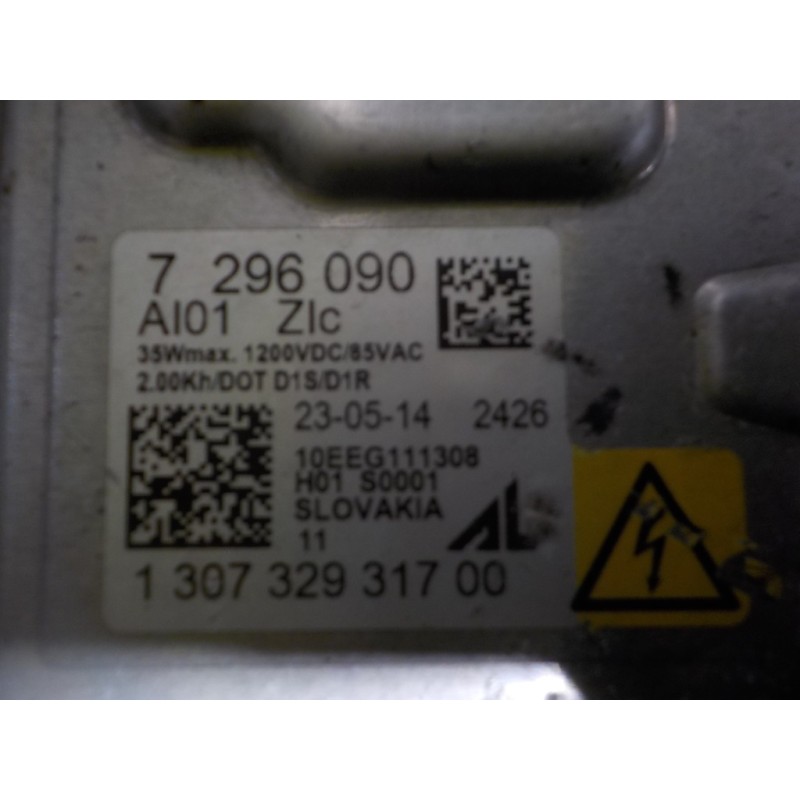 7 296 090
AI01 ZIc
35Wmax. 1200VDC/85VAC
2.00Kh/DOT D1S/D1R
23-05-14 2426
10EEG111308
H01 S0001
SLOVAKIA
11
AL
1 307 329 317 00